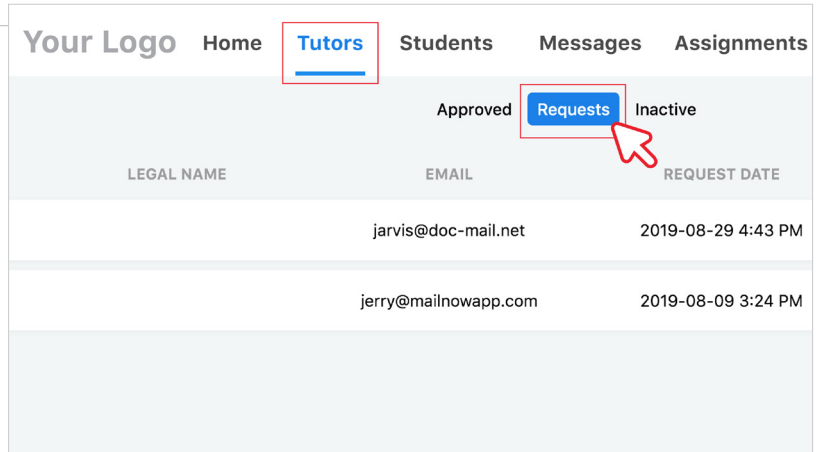 Your Logo Home Tutors Students Messages Assignments
Approved Requests Inactive
LEGAL NAME EMAIL REQUEST DATE
jarvis@doc-mail.net 2019-08-29 4:43 PM
jerry@mailnowapp.com 2019-08-09 3:24 PM